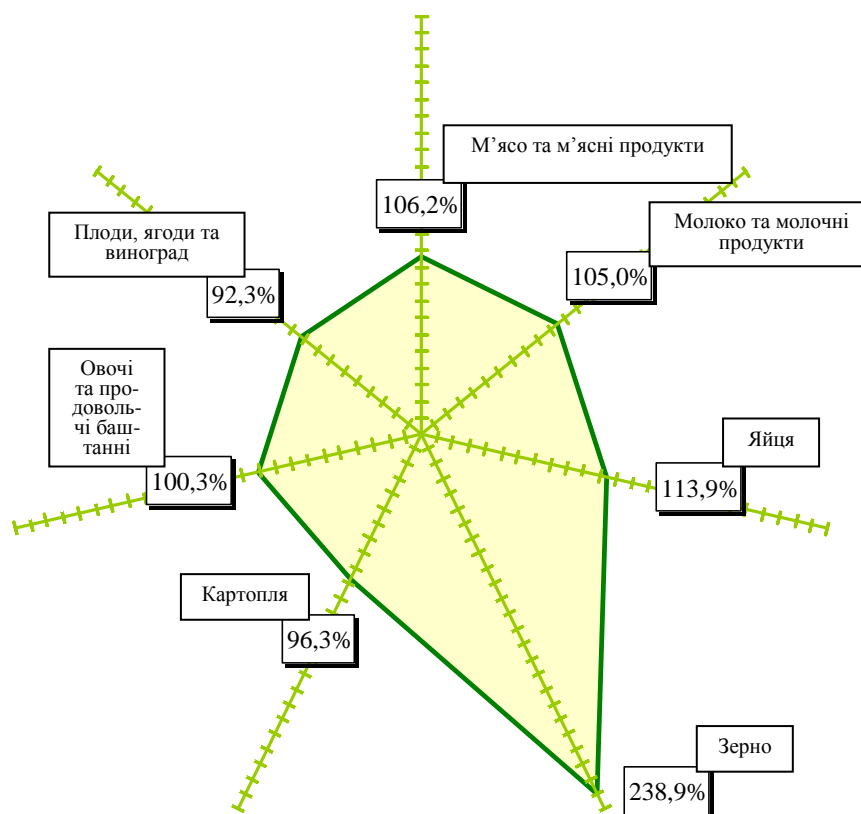 М’ясо та м’ясні продукти
106,2%
Молоко та молочні
продукти
105,0%
Плоди, ягоди та
виноград
92,3%
Овочі
та про-
доволь-
чі баш-
танні
100,3%
Яйця
113,9%
Картопля
96,3%
Зерно
238,9%